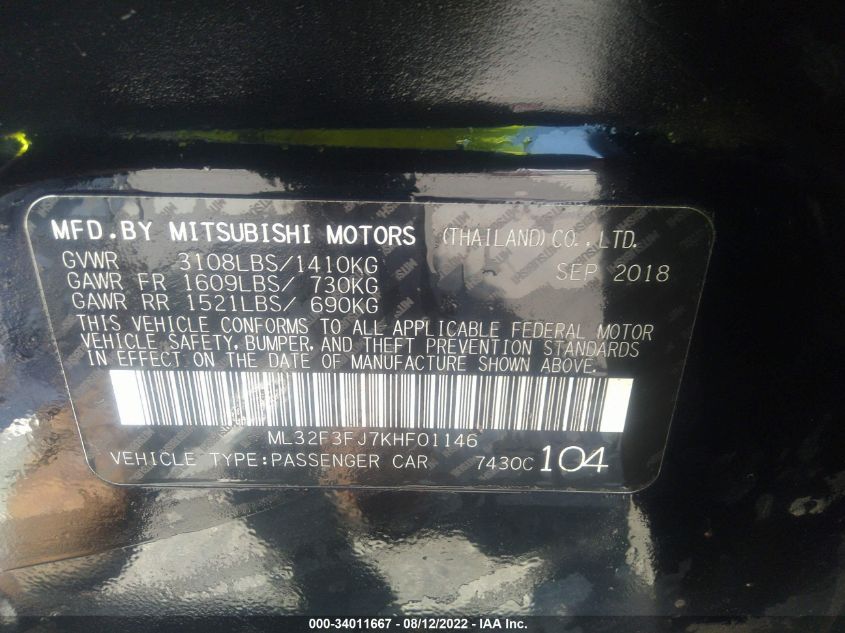 MFD.BY MITSUBISHI MOTORS (THAILAND) CO., LTD.
GVWR 3108LBS/1410KG SEP 2018
GAWR FR 1609LBS/ 730KG
GAWR RR 1521LBS/ 690KG
THIS VEHICLE CONFORMS TO ALL APPLICABLE FEDERAL MOTOR
VEHICLE SAFETY, BUMPER, AND THEFT PREVENTION STANDARDS
IN EFFECT ON THE DATE OF MANUFACTURE SHOWN ABOVE.
ML32F3FJ7KHF01146
VEHICLE TYPE:PASSENGER CAR 7430C 104
000-34011667 - 08/12/2022 - IAA Inc.